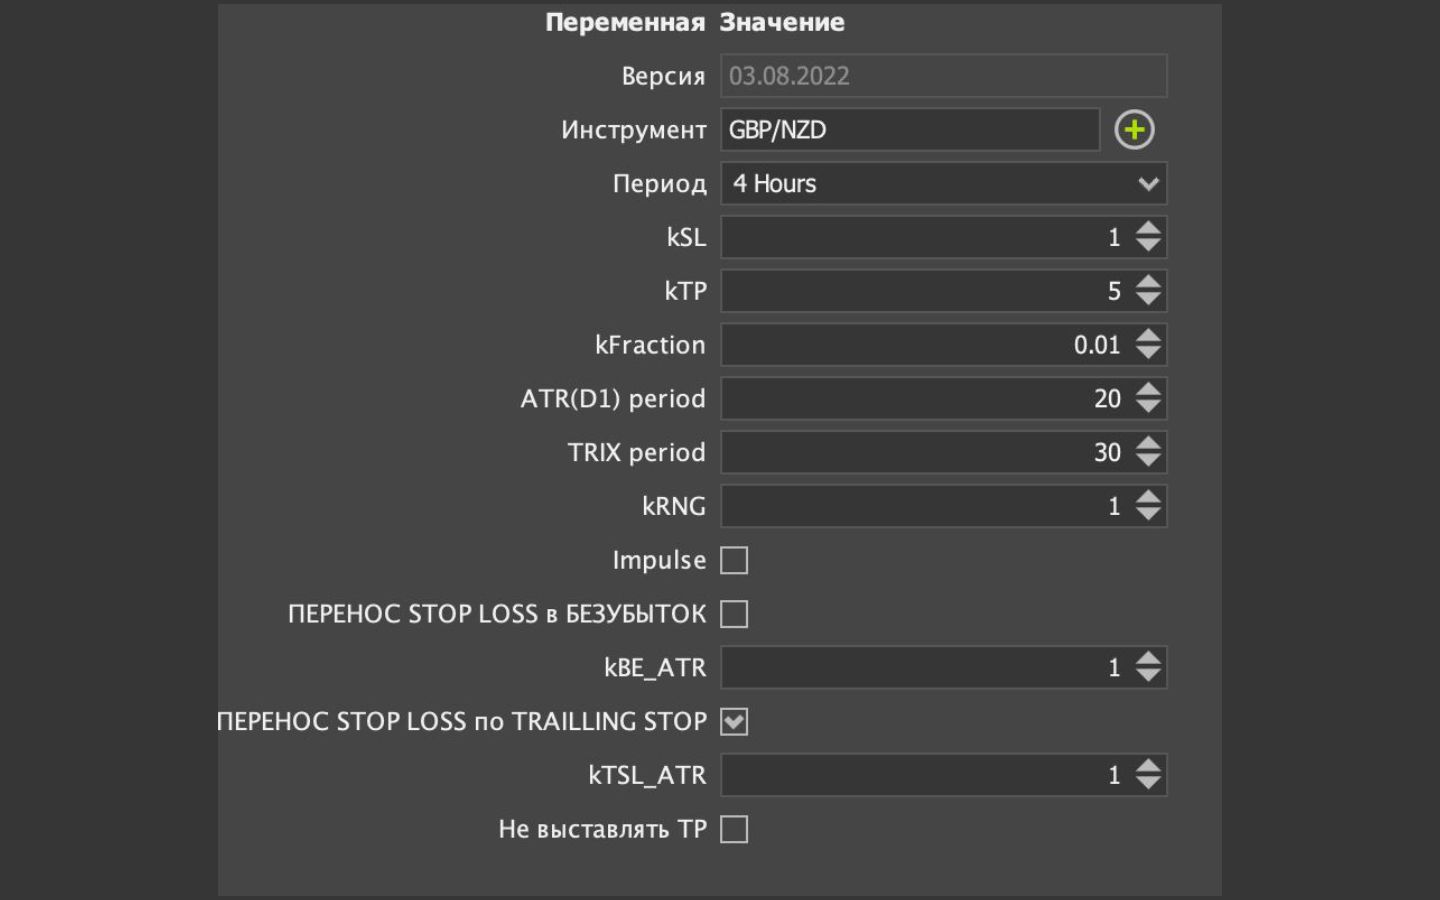 Переменная Значение
Версия 03.08.2022
Инструмент GBP/NZD
Период 4 Hours
kSL 1
kTP 5
kFraction 0.01
ATR(D1) period 20
TRIX period 30
kRNG 1
Impulse
ПЕРЕНОС STOP LOSS в БЕЗУБЫТОК
kBE_ATR 1
ПЕРЕНОС STOP LOSS по TRAILLING STOP
kTSL_ATR 1
Не выставлять TP